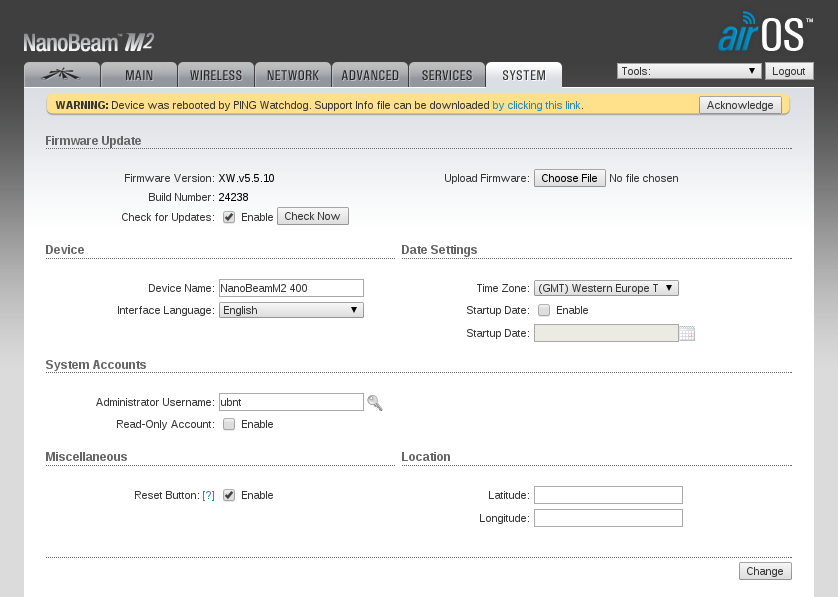 NanoBeam™ M2
airOS™
MAIN WIRELESS NETWORK ADVANCED SERVICES SYSTEM Tools: Logout
WARNING: Device was rebooted by PING Watchdog. Support Info file can be downloaded by clicking this link. Acknowledge
Firmware Update
Firmware Version: XW.v5.5.10 Upload Firmware: Choose File No file chosen
Build Number: 24238
Check for Updates: Enable Check Now
Device Date Settings
Device Name: NanoBeamM2 400 Time Zone: (GMT) Western Europe T
Interface Language: English Startup Date: Enable
Startup Date:
System Accounts
Administrator Username: ubnt
Read-Only Account: Enable
Miscellaneous Location
Reset Button: [?] Enable Latitude:
Longitude:
Change